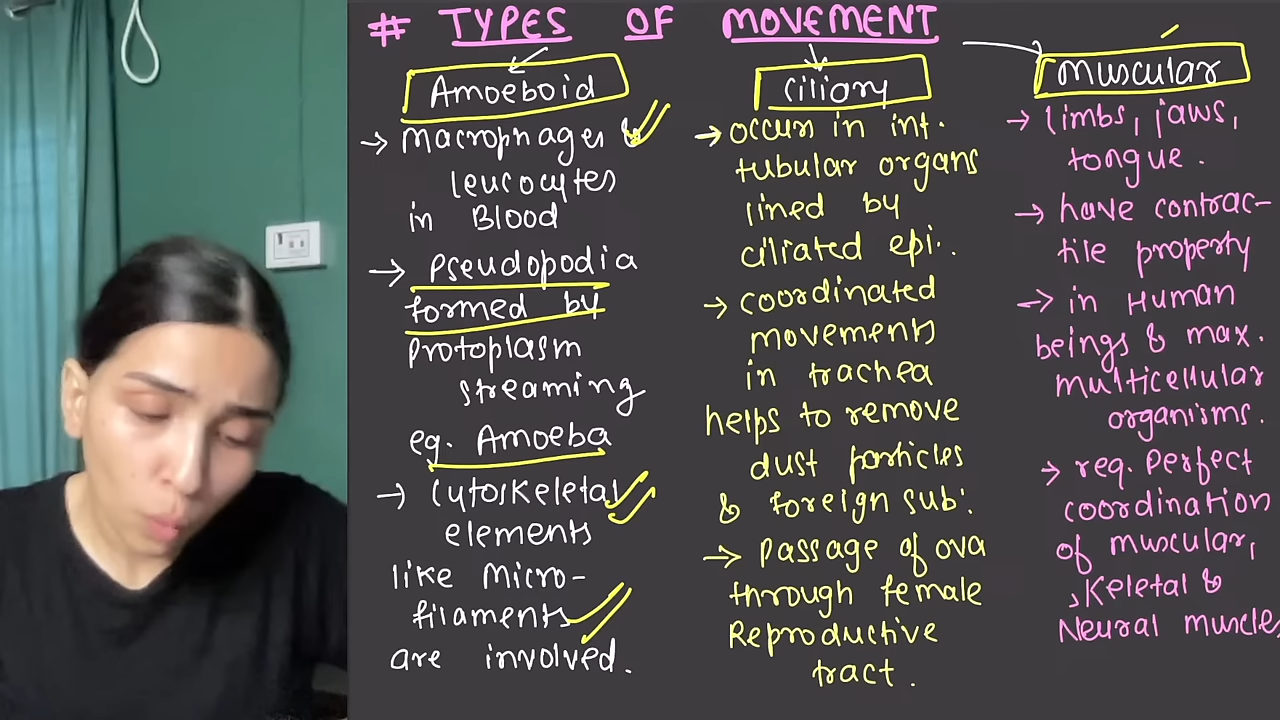 # TYPES OF MOVEMENT
Amoeboid
→ Macrophages &
leucocytes
in Blood
→ Pseudopodia
formed by
protoplasm
streaming
eg. Amoeba
→ Cytoskeletal
elements
like Micro-
filaments
are involved.
Ciliary
→ occur in int.
tubular organs
lined by
ciliated epi.
→ coordinated
movements
in trachea
helps to remove
dust particles
& foreign sub.
→ Passage of ova
through female
Reproductive
tract.
Muscular
→ limbs, jaws,
tongue.
→ have contrac-
tile property
→ in Human
beings & max.
multicellular
organisms.
→ req. Perfect
coordination
of muscular,
skeletal &
Neural muscle